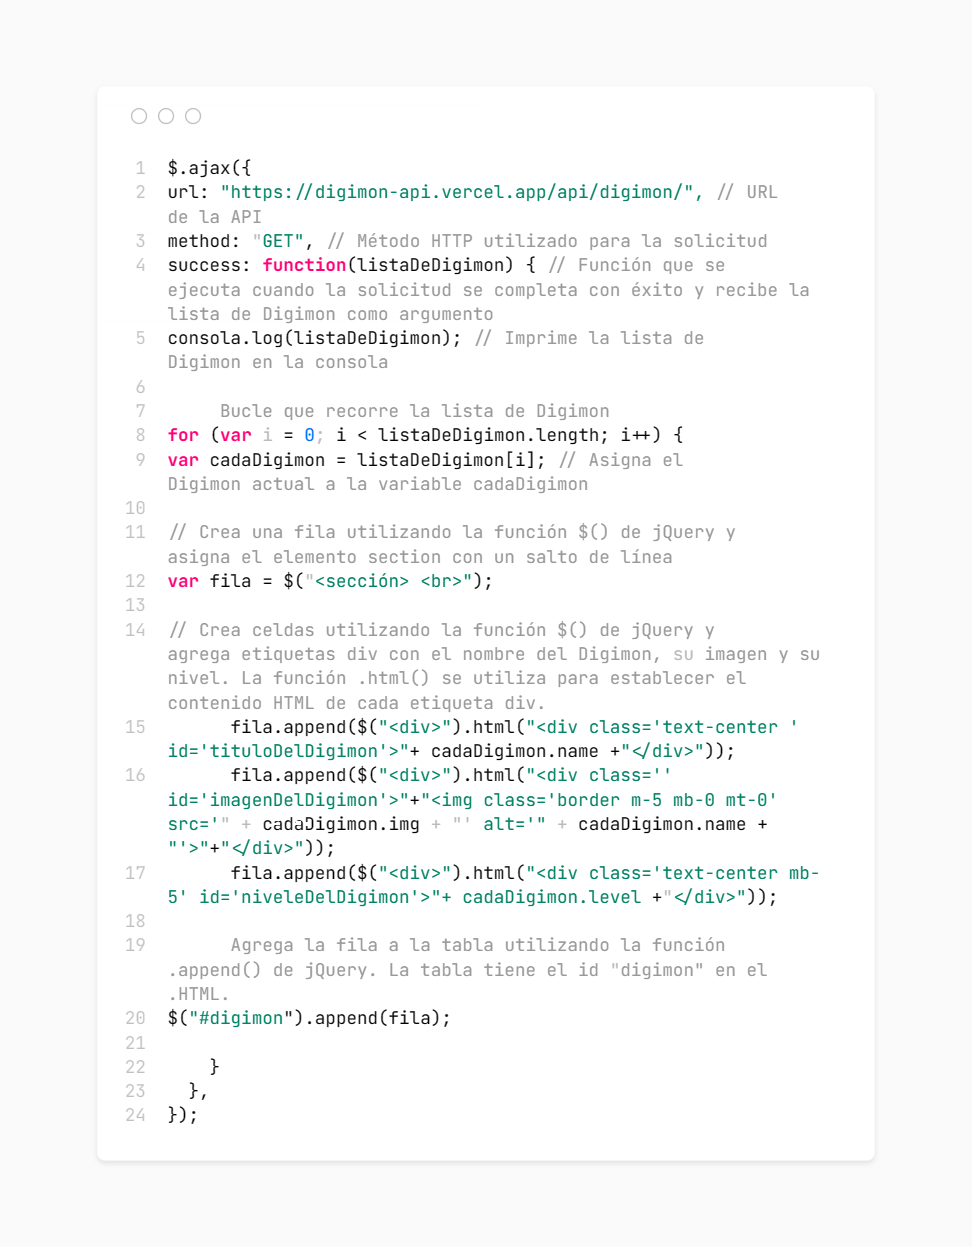 1 $.ajax({
2 url: "https://digimon-api.vercel.app/api/digimon/", // URL
de la API
3 method: "GET", // Método HTTP utilizado para la solicitud
4 success: function(listaDeDigimon) { // Función que se
ejecuta cuando la solicitud se completa con éxito y recibe la
lista de Digimon como argumento
5 consola.log(listaDeDigimon); // Imprime la lista de
Digimon en la consola
6
7 Bucle que recorre la lista de Digimon
8 for (var i = 0; i < listaDeDigimon.length; i++) {
9 var cadaDigimon = listaDeDigimon[i]; // Asigna el
Digimon actual a la variable cadaDigimon
10
11 // Crea una fila utilizando la función $() de jQuery y
asigna el elemento section con un salto de línea
12 var fila = $("<sección> <br>");
13
14 // Crea celdas utilizando la función $() de jQuery y
agrega etiquetas div con el nombre del Digimon, su imagen y su
nivel. La función .html() se utiliza para establecer el
contenido HTML de cada etiqueta div.
15 fila.append($("<div>").html("<div class='text-center '
id='tituloDelDigimon'>"+ cadaDigimon.name +"</div>"));
16 fila.append($("<div>").html("<div class=''
id='imagenDelDigimon'>"+"<img class='border m-5 mb-0 mt-0'
src='" + cadaDigimon.img + "' alt='" + cadaDigimon.name +
"'>"+"</div>"));
17 fila.append($("<div>").html("<div class='text-center mb-
5' id='niveleDelDigimon'>"+ cadaDigimon.level +"</div>"));
18
19 Agrega la fila a la tabla utilizando la función
.append() de jQuery. La tabla tiene el id "digimon" en el
.HTML.
20 $("#digimon").append(fila);
21
22 }
23 },
24 });